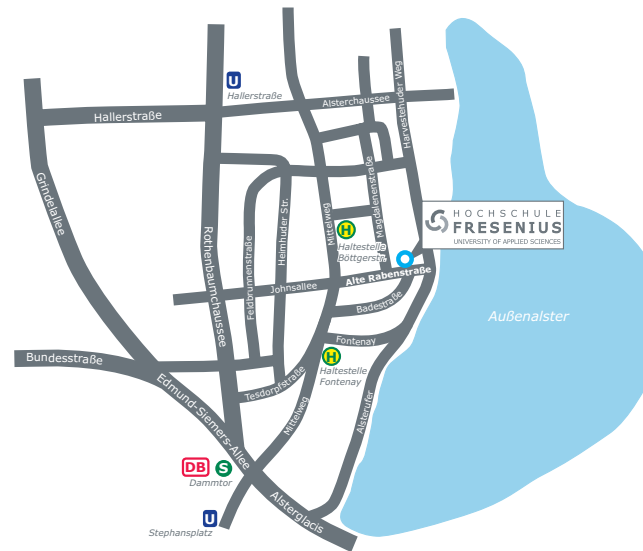 U
Hallerstraße
Hallerstraße
Alsterchaussee
Harvestehuder Weg
Grindelallee
Rothenbaumchaussee
Feldbrunnenstraße
Heimhuder Str.
Mittelweg
Magdalenenstraße
HOCHSCHULE
FRESENIUS
UNIVERSITY OF APPLIED SCIENCES
H
Haltestelle
Böttgerstr.
Alte Rabenstraße
Johnsallee
Badestraße
Außenalster
Fontenay
H
Haltestelle
Fontenay
Bundesstraße
Edmund-Siemers-Allee
Tesdorpfstraße
Mittelweg
Alsterufer
DB
S
Dammtor
Alsterglacis
U
Stephansplatz